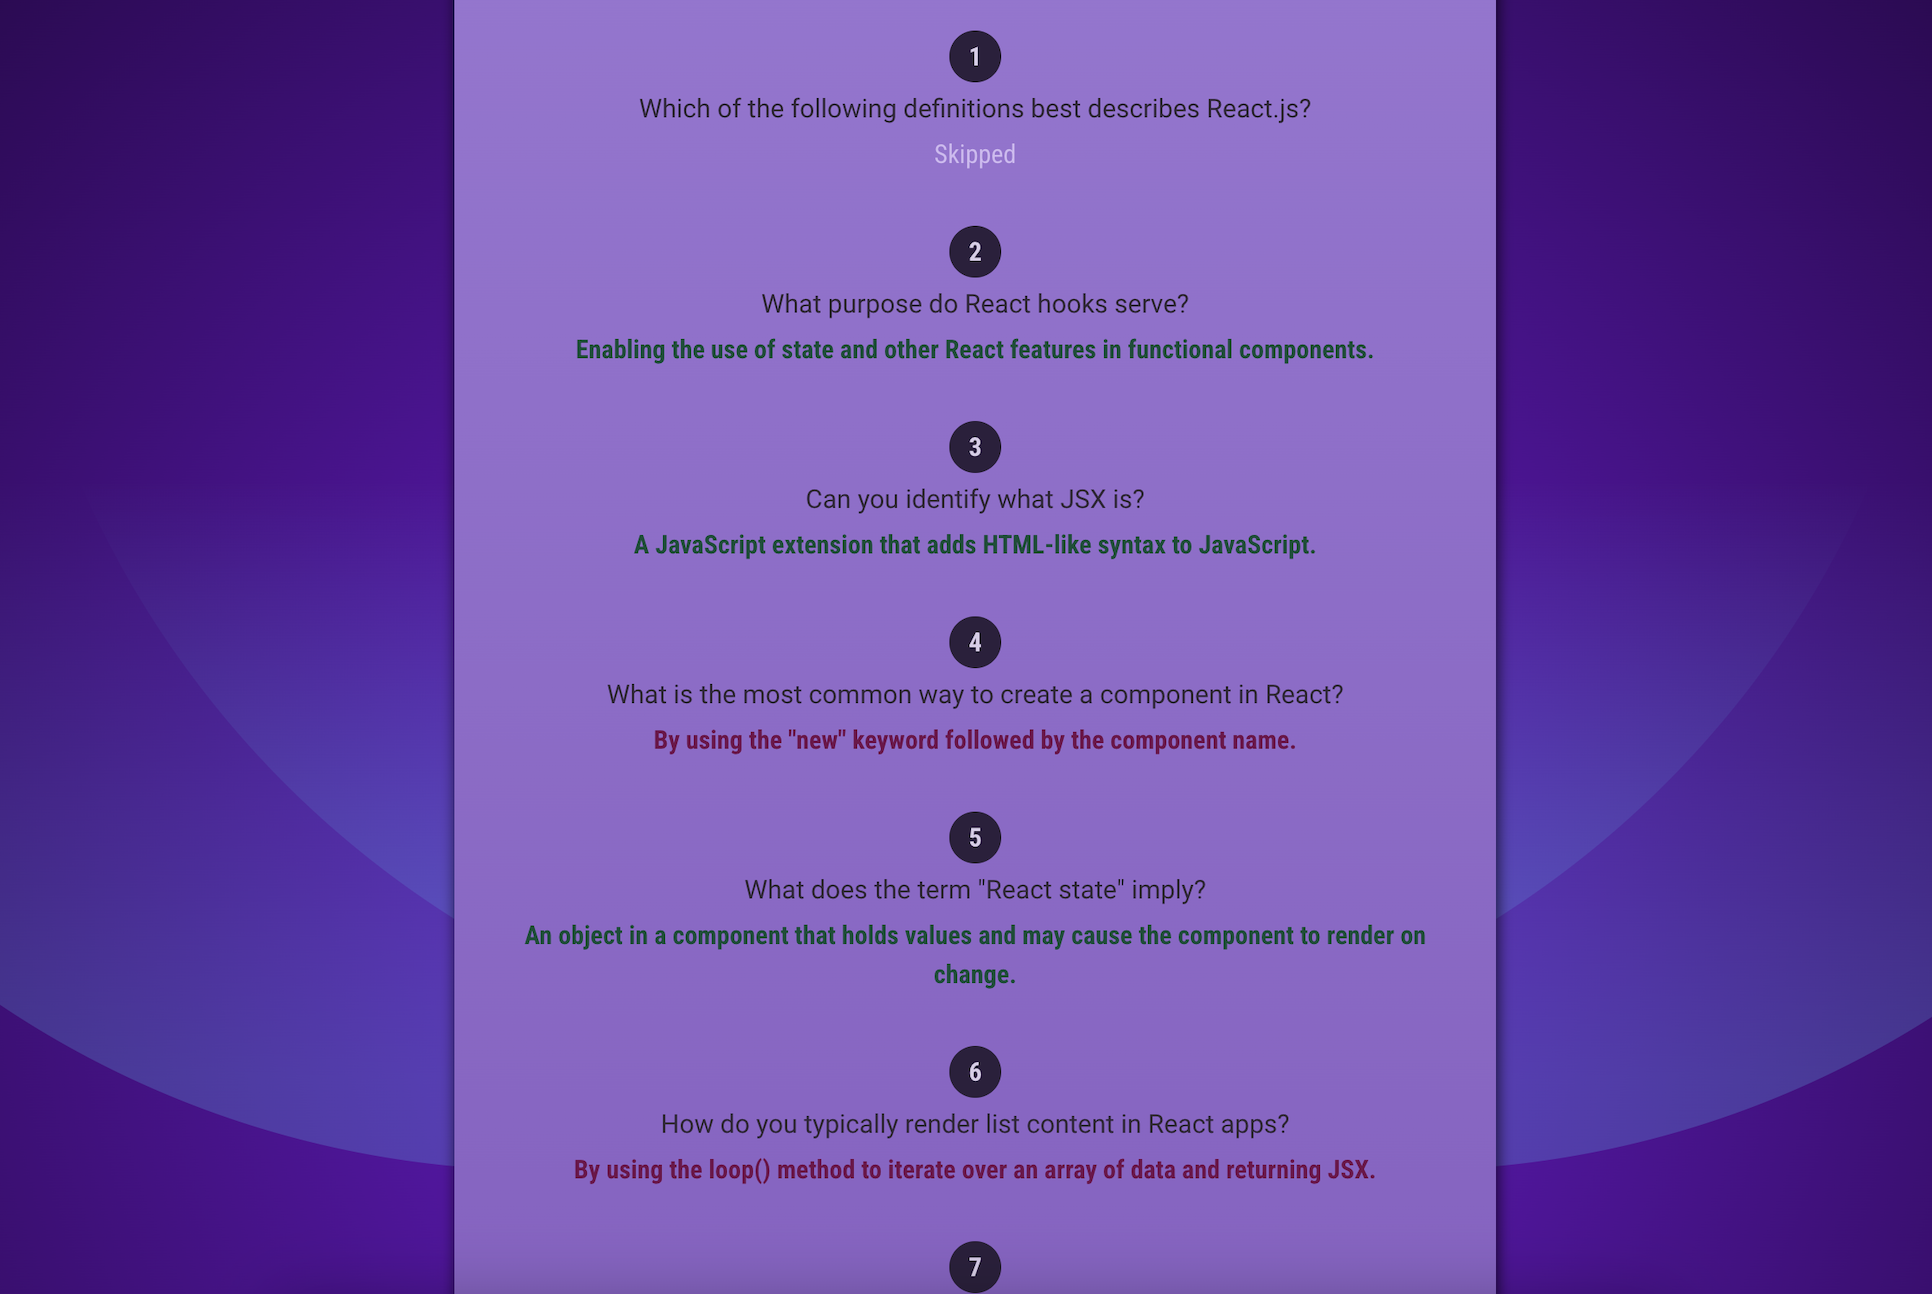 1
Which of the following definitions best describes React.js?
Skipped
2
What purpose do React hooks serve?
Enabling the use of state and other React features in functional components.
3
Can you identify what JSX is?
A JavaScript extension that adds HTML-like syntax to JavaScript.
4
What is the most common way to create a component in React?
By using the "new" keyword followed by the component name.
5
What does the term "React state" imply?
An object in a component that holds values and may cause the component to render on
change.
6
How do you typically render list content in React apps?
By using the loop() method to iterate over an array of data and returning JSX.
7